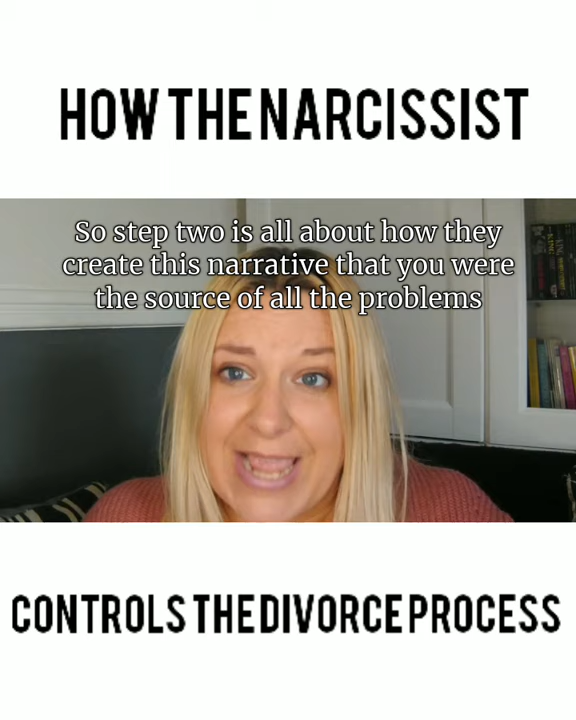 HOW THE NARCISSIST
So step two is all about how they
create this narrative that you were
the source of all the problems
CONTROLS THE DIVORCE PROCESS